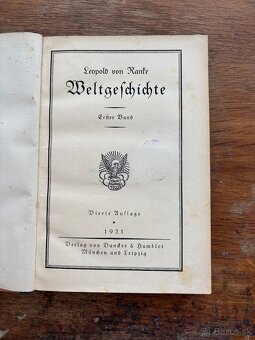 Leopold von Ranke
Weltgeſchichte
Erſter Band
Vierte Auflage
*
1921
Verlag von Duncker & Humblot
München und Leipzig